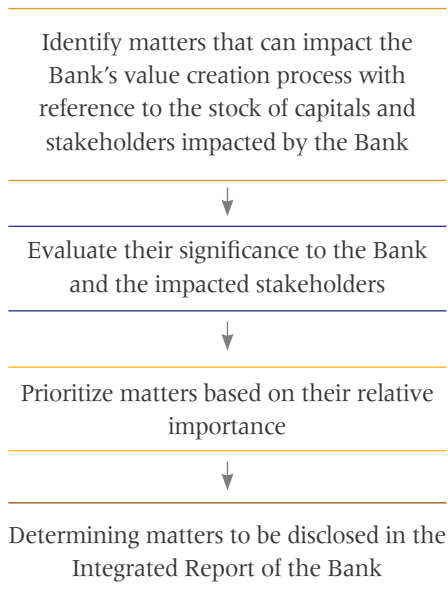 Identify matters that can impact the
Bank’s value creation process with
reference to the stock of capitals and
stakeholders impacted by the Bank
Evaluate their significance to the Bank
and the impacted stakeholders
Prioritize matters based on their relative
importance
Determining matters to be disclosed in the
Integrated Report of the Bank